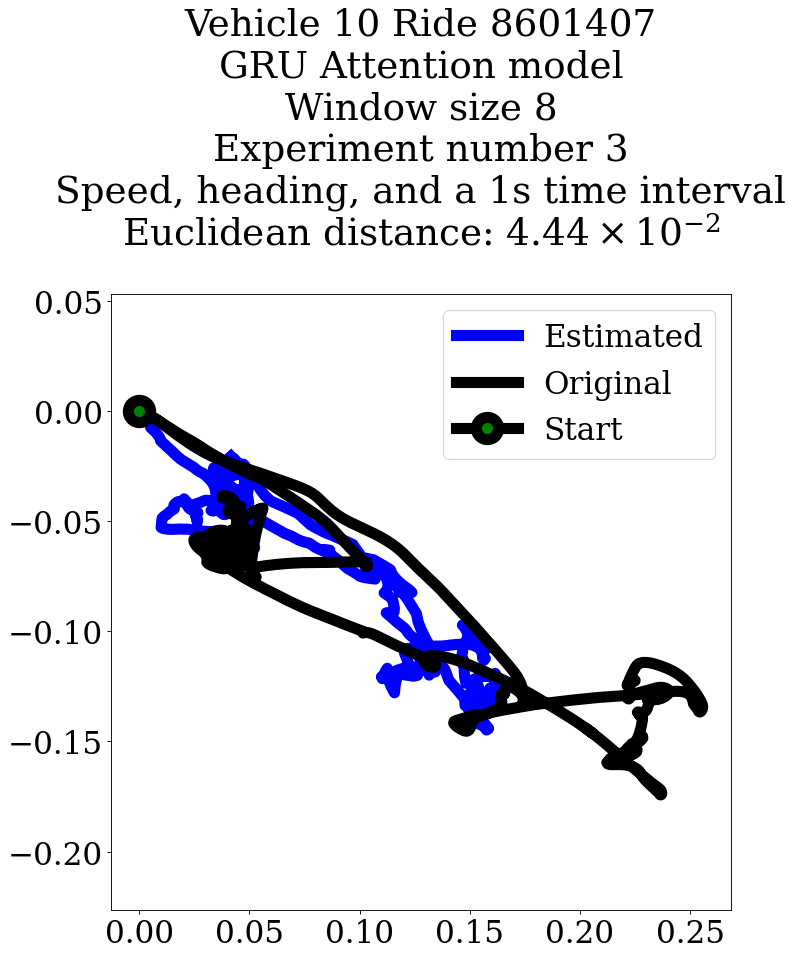 Vehicle 10 Ride 8601407
GRU Attention model
Window size 8
Experiment number 3
Speed, heading, and a 1s time interval
Euclidean distance: 4.44 × 10⁻²
Estimated
Original
Start
0.05
0.00
−0.05
−0.10
−0.15
−0.20
0.00 0.05 0.10 0.15 0.20 0.25